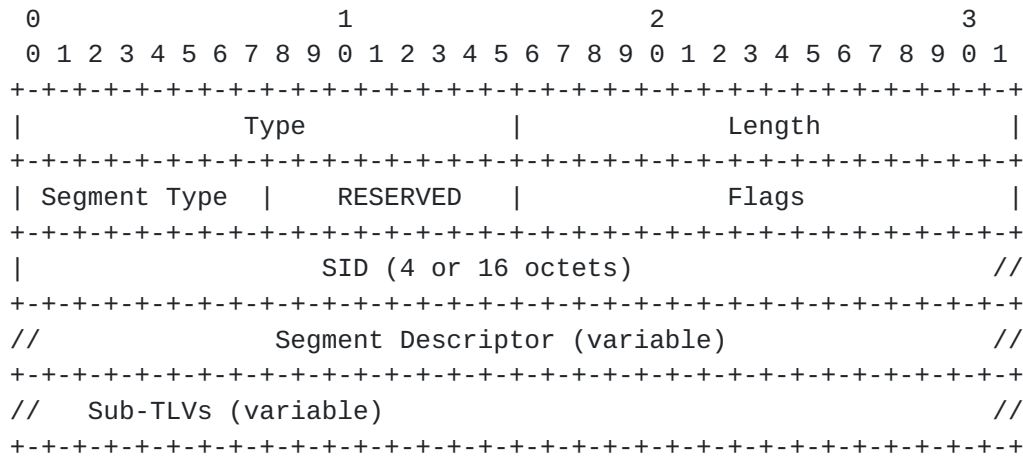 0                   1                   2                   3
 0 1 2 3 4 5 6 7 8 9 0 1 2 3 4 5 6 7 8 9 0 1 2 3 4 5 6 7 8 9 0 1
+-+-+-+-+-+-+-+-+-+-+-+-+-+-+-+-+-+-+-+-+-+-+-+-+-+-+-+-+-+-+-+-+
|              Type             |             Length            |
+-+-+-+-+-+-+-+-+-+-+-+-+-+-+-+-+-+-+-+-+-+-+-+-+-+-+-+-+-+-+-+-+
| Segment Type  |    RESERVED   |             Flags             |
+-+-+-+-+-+-+-+-+-+-+-+-+-+-+-+-+-+-+-+-+-+-+-+-+-+-+-+-+-+-+-+-+
|                   SID (4 or 16 octets)                       //
+-+-+-+-+-+-+-+-+-+-+-+-+-+-+-+-+-+-+-+-+-+-+-+-+-+-+-+-+-+-+-+-+
//               Segment Descriptor (variable)                 //
+-+-+-+-+-+-+-+-+-+-+-+-+-+-+-+-+-+-+-+-+-+-+-+-+-+-+-+-+-+-+-+-+
//   Sub-TLVs (variable)                                       //
+-+-+-+-+-+-+-+-+-+-+-+-+-+-+-+-+-+-+-+-+-+-+-+-+-+-+-+-+-+-+-+-+